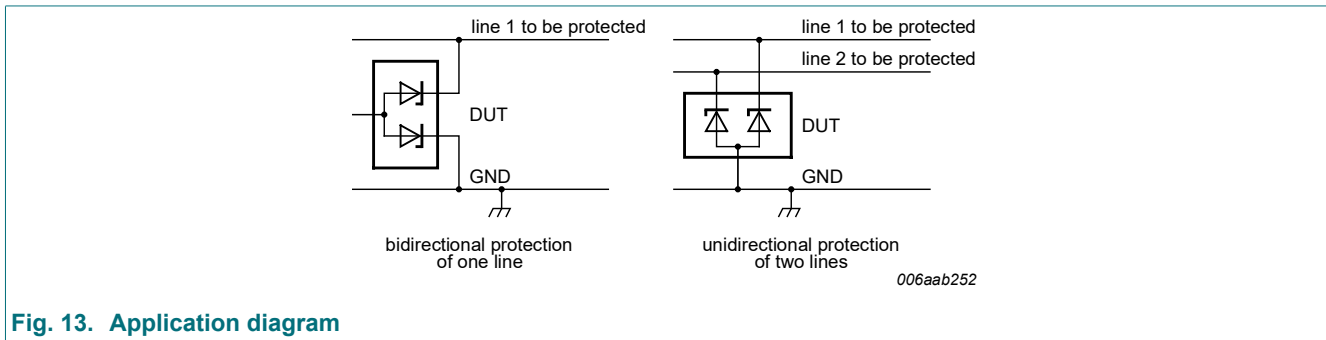 line 1 to be protected
DUT
GND
bidirectional protection
of one line
line 1 to be protected
line 2 to be protected
DUT
GND
unidirectional protection
of two lines
006aab252
Fig. 13. Application diagram